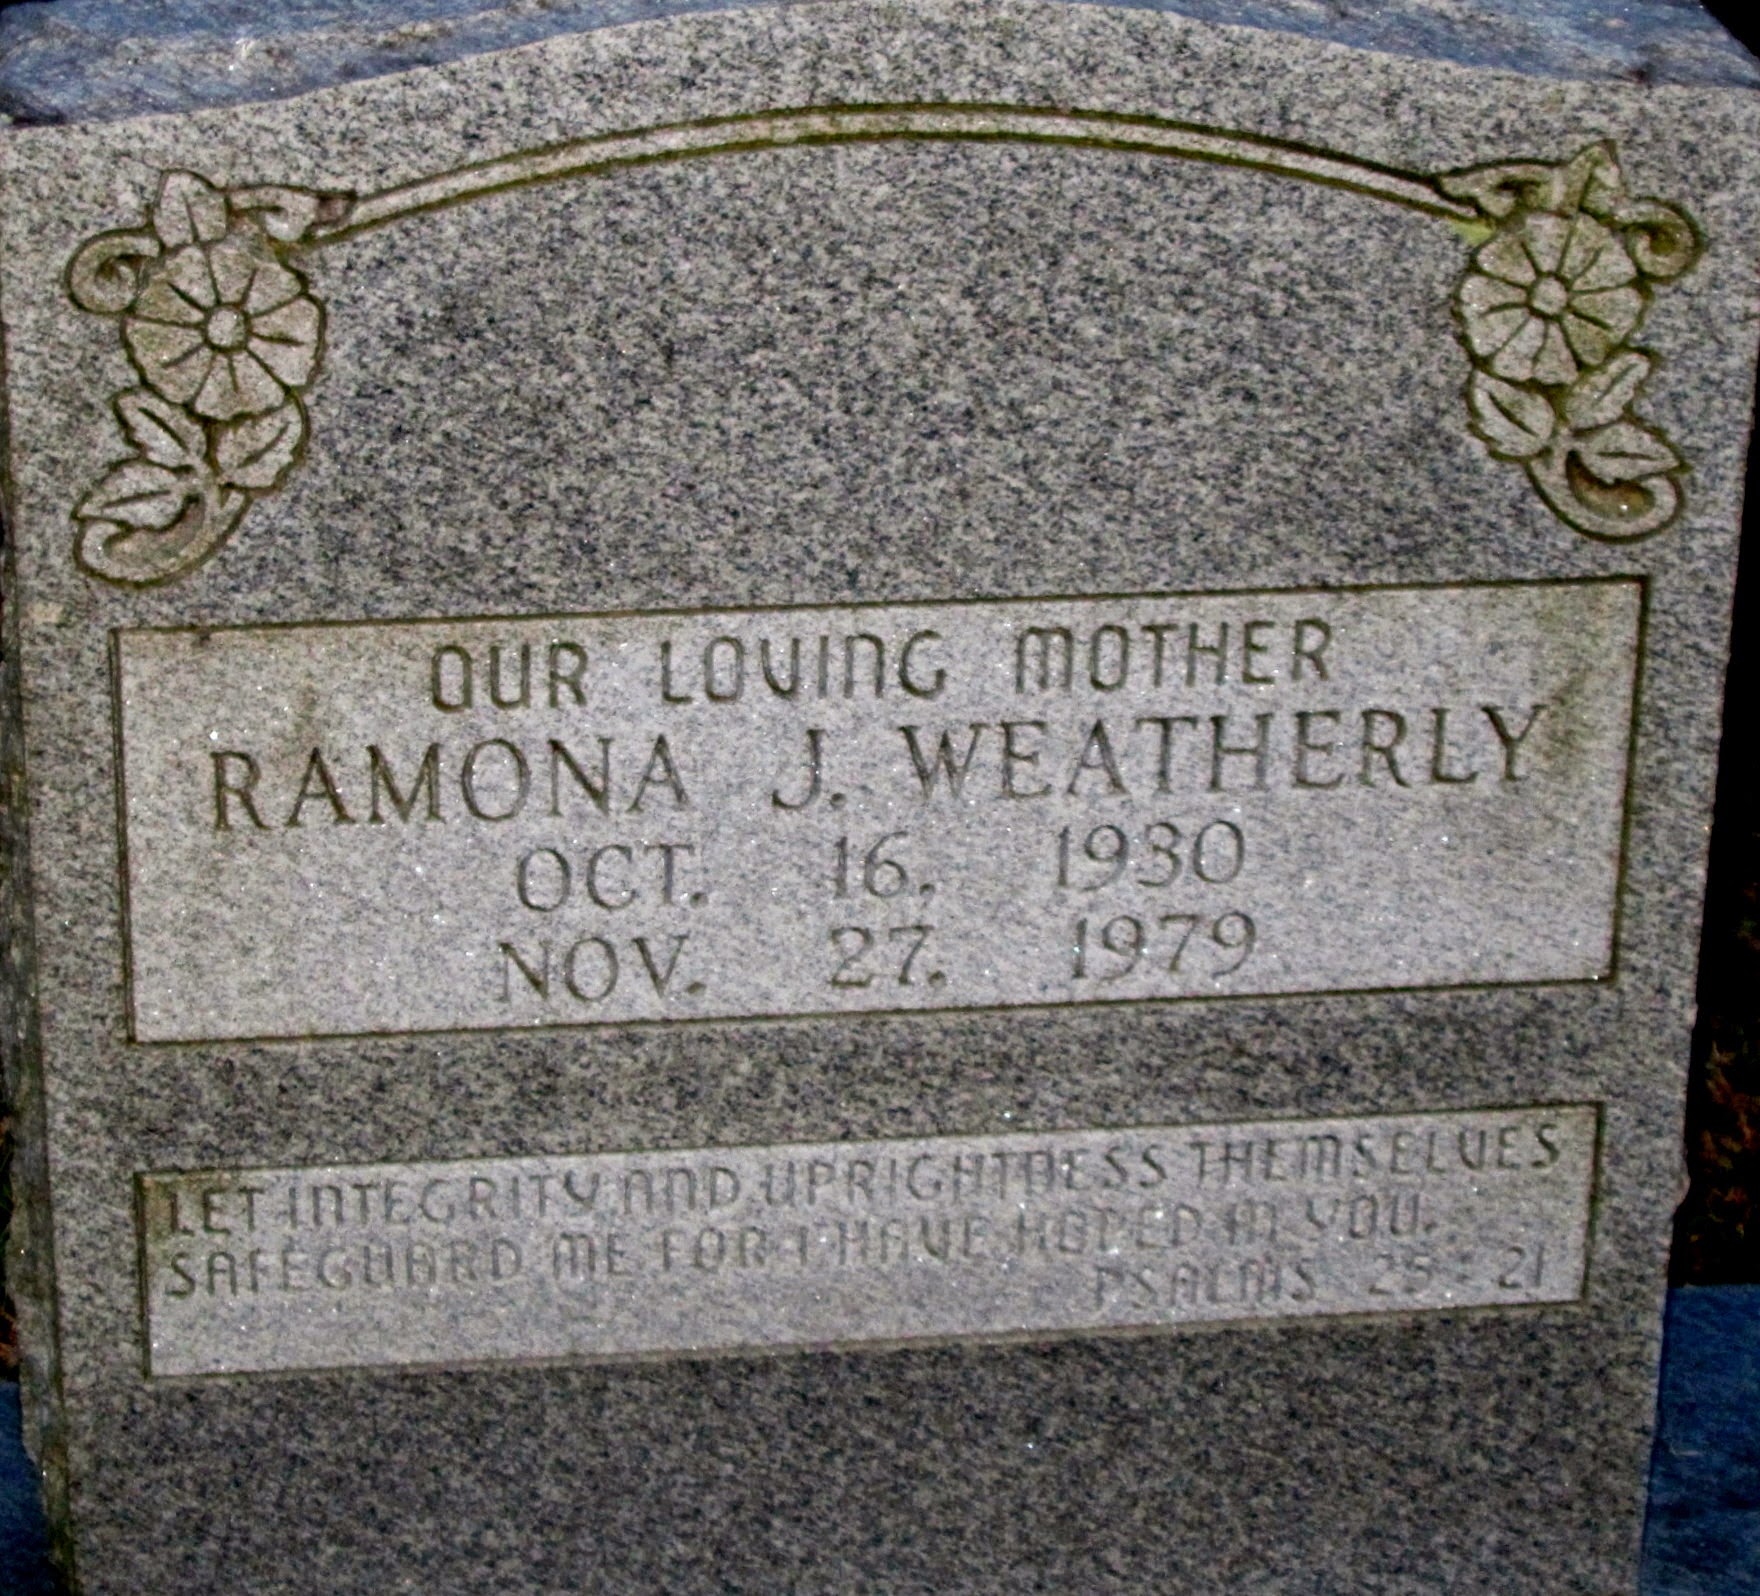 OUR LOVING MOTHER
RAMONA J. WEATHERLY
OCT. 16, 1930
NOV. 27, 1979
LET INTEGRITY AND UPRIGHTNESS THEMSELVES
SAFEGUARD ME FOR I HAVE HOPED IN YOU.
PSALMS 25:21